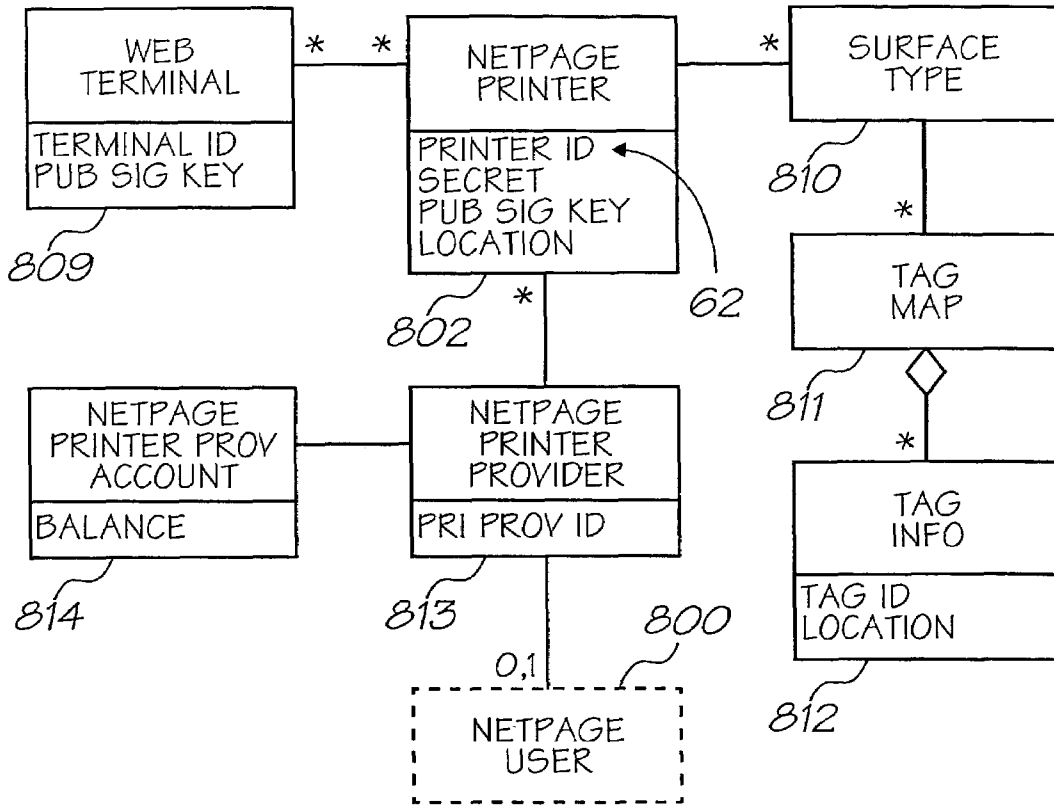 WEB
TERMINAL
TERMINAL ID
PUB SIG KEY
809
*
*
NETPAGE
PRINTER
PRINTER ID
SECRET
PUB SIG KEY
LOCATION
802
*
62
*
SURFACE
TYPE
810
*
TAG
MAP
811
*
TAG
INFO
TAG ID
LOCATION
812
NETPAGE
PRINTER PROV
ACCOUNT
BALANCE
814
NETPAGE
PRINTER
PROVIDER
PRI PROV ID
813
0,1
800
NETPAGE
USER